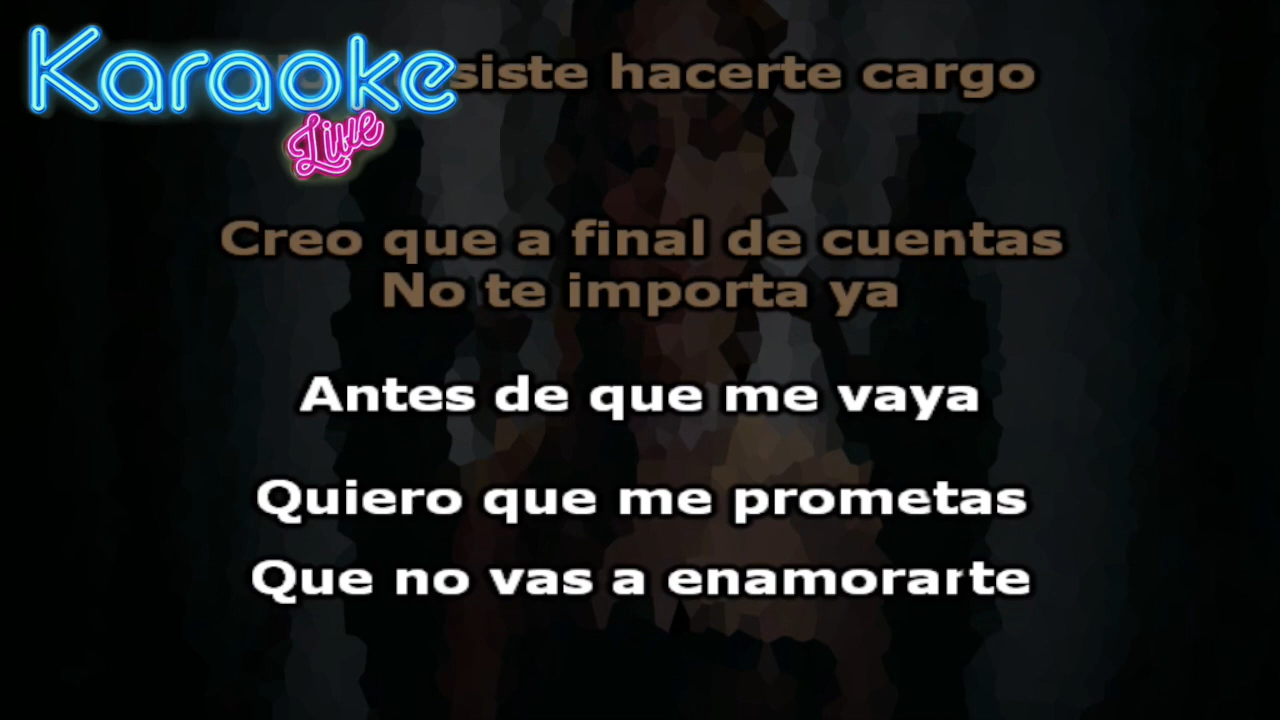 Karaoke
Live
hacerte cargo
Creo que a final de cuentas
No te importa ya
Antes de que me vaya
Quiero que me prometas
Que no vas a enamorarte